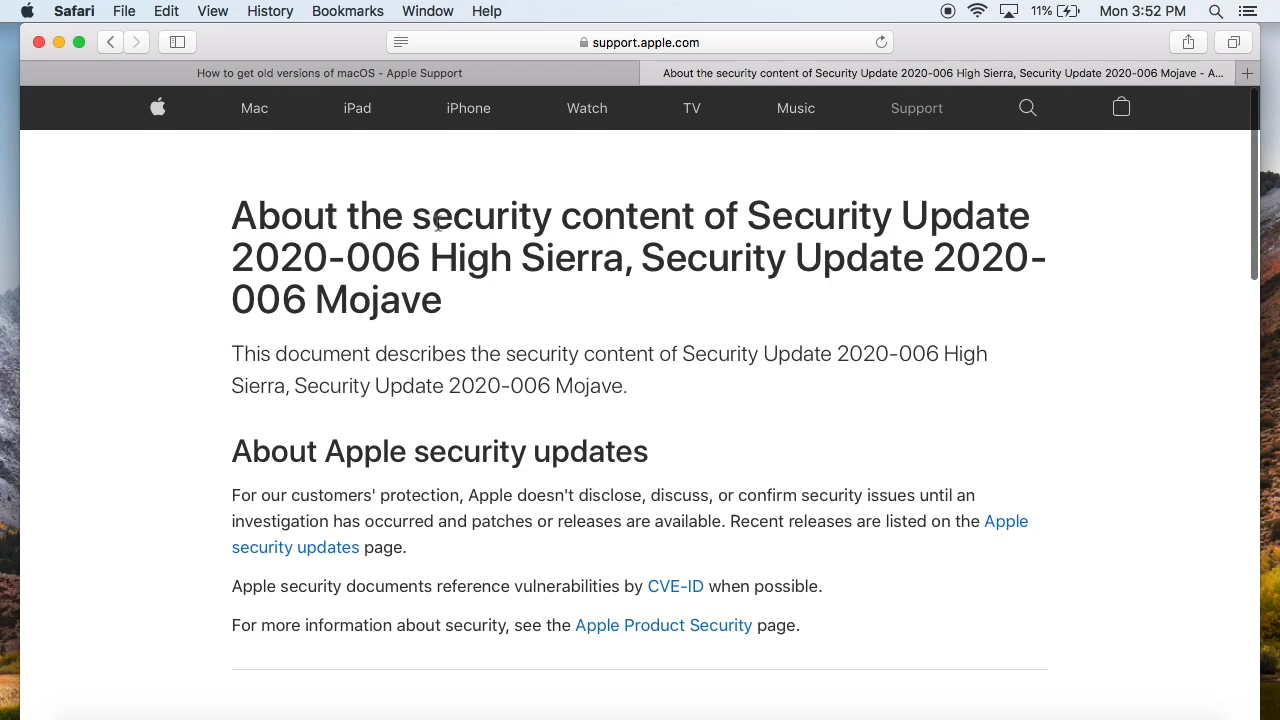 Safari File Edit View History Bookmarks Window Help 11% Mon 3:52 PM
support.apple.com
How to get old versions of macOS - Apple Support
About the security content of Security Update 2020-006 High Sierra, Security Update 2020-006 Mojave - A...
Mac iPad iPhone Watch TV Music Support
About the security content of Security Update
2020-006 High Sierra, Security Update 2020-
006 Mojave
This document describes the security content of Security Update 2020-006 High
Sierra, Security Update 2020-006 Mojave.
About Apple security updates
For our customers' protection, Apple doesn't disclose, discuss, or confirm security issues until an
investigation has occurred and patches or releases are available. Recent releases are listed on the Apple
security updates page.
Apple security documents reference vulnerabilities by CVE-ID when possible.
For more information about security, see the Apple Product Security page.